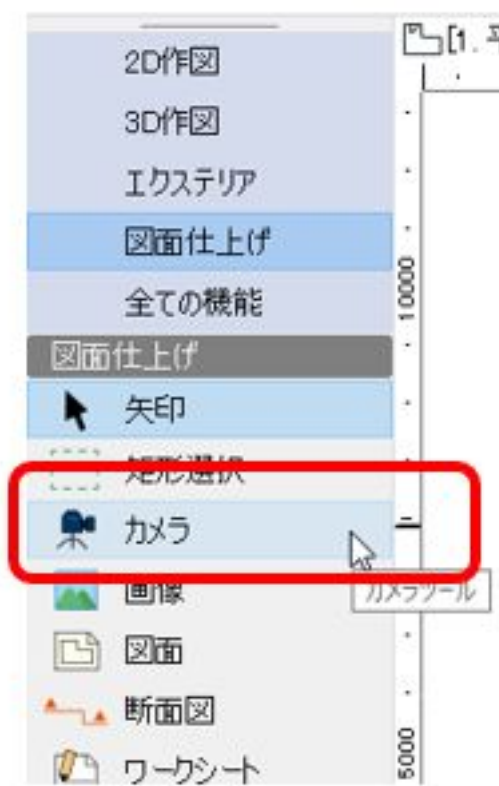 2D作図
3D作図
エクステリア
図面仕上げ
全ての機能
図面仕上げ
矢印
矩形選択
カメラ
カメラツール
画像
図面
断面図
ワークシート
[1. 平
10000
5000